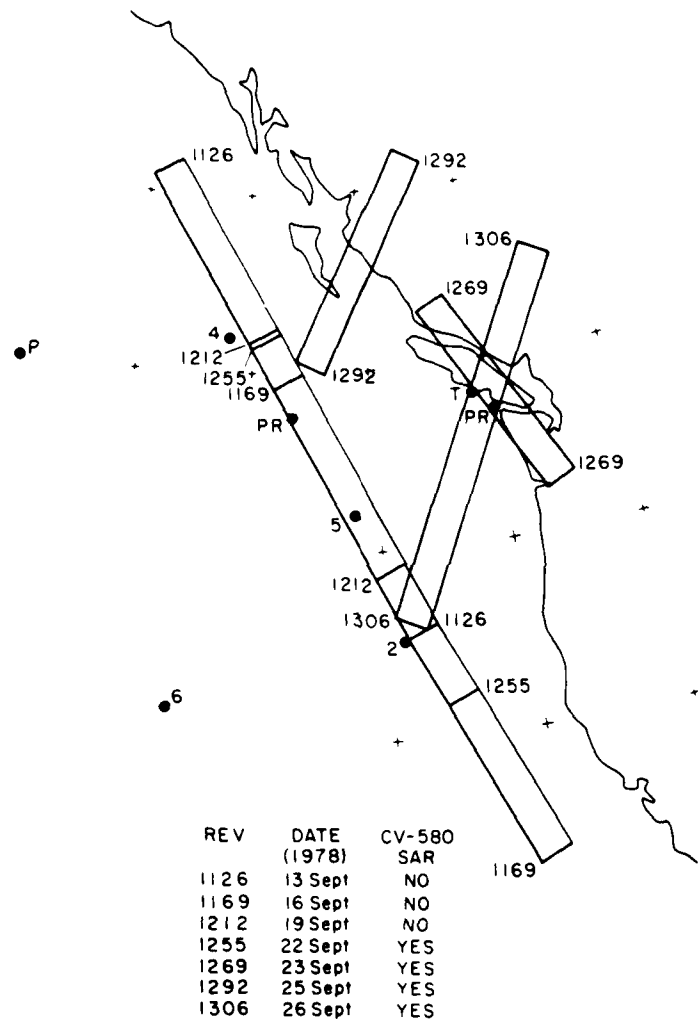 1126
1292
1306
1269
4
P
1212
1255
1292
1169
T
PR
PR
1269
5
1212
1306
1126
2
1255
6
1169
REV DATE CV-580
(1978) SAR
1126 13 Sept NO
1169 16 Sept NO
1212 19 Sept NO
1255 22 Sept YES
1269 23 Sept YES
1292 25 Sept YES
1306 26 Sept YES